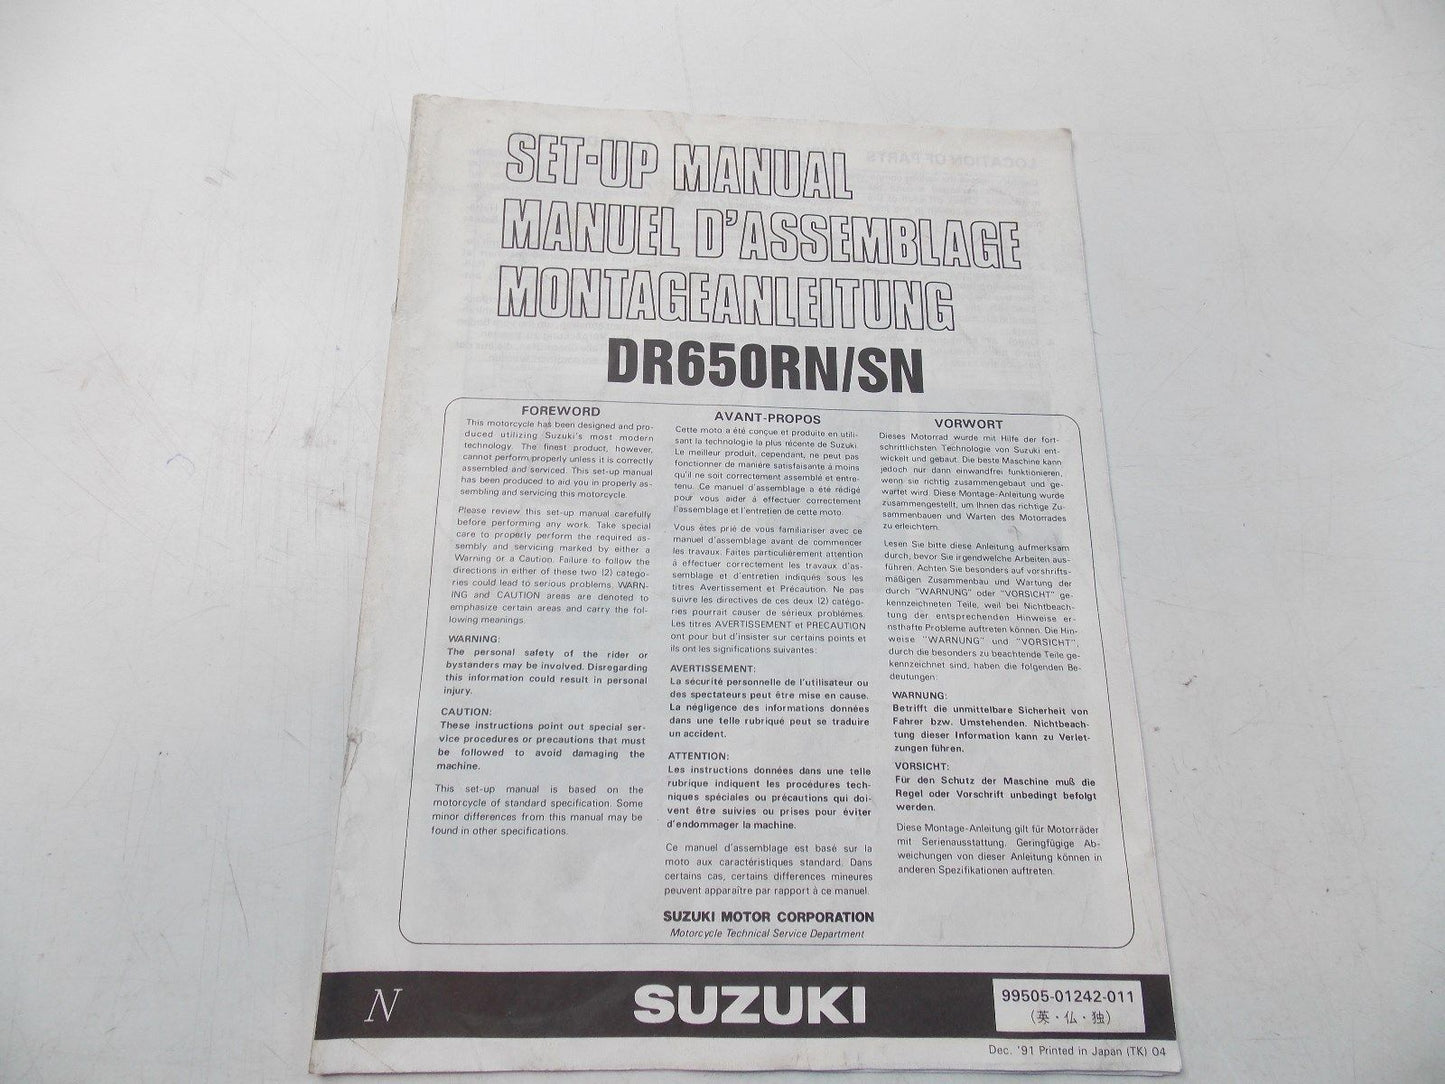 SET-UP MANUAL
MANUEL D'ASSEMBLAGE
MONTAGEANLEITUNG
DR650RN/SN
FOREWORD
This motorcycle has been designed and pro-
duced utilizing Suzuki's most modern
technology. The finest product, however,
cannot perform properly unless it is correctly
assembled and serviced. This set-up manual
has been produced to aid you in properly as-
sembling and servicing this motorcycle.
Please review this set-up manual carefully
before performing any work. Take special
care to properly perform the required as-
sembly and servicing marked by either a
Warning or a Caution. Failure to follow the
directions in either of these two (2) catego-
ries could lead to serious problems. WARN-
ING and CAUTION areas are denoted to
emphasize certain areas and carry the fol-
lowing meanings.
WARNING:
The personal safety of the rider or
bystanders may be involved. Disregarding
this information could result in personal
injury.
CAUTION:
These instructions point out special ser-
vice procedures or precautions that must
be followed to avoid damaging the
machine.
This set-up manual is based on the
motorcycle of standard specification. Some
minor differences from this manual may be
found in other specifications.
AVANT-PROPOS
Cette moto a été conçue et produite en utili-
sant la technologie la plus récente de Suzuki.
Le meilleur produit, cependant, ne peut pas
fonctionner de manière satisfaisante à moins
qu'il ne soit correctement assemblé et entre-
tenu. Ce manuel d'assemblage a été rédigé
pour vous aider à effectuer correctement
l'assemblage et l'entretien de cette moto.
Vous êtes prié de vous familiariser avec ce
manuel d'assemblage avant de commencer
les travaux. Faites particulièrement attention
à effectuer correctement les travaux d'as-
semblage et d'entretien indiqués sous les
titres Avertissement et Précaution. Ne pas
suivre les directives de ces deux (2) catégo-
ries pourrait causer de sérieux problèmes.
Les titres AVERTISSEMENT et PRECAUTION
ont pour but d'insister sur certains points et
ils ont les significations suivantes:
AVERTISSEMENT:
La sécurité personnelle de l'utilisateur ou
des spectateurs peut être mise en cause.
La négligence des informations données
dans une telle rubrique peut se traduire
un accident.
ATTENTION:
Les instructions données dans une telle
rubrique indiquent les procédures tech-
niques spéciales ou précautions qui doi-
vent être suivies ou prises pour éviter
d'endommager la machine.
Ce manuel d'assemblage est basé sur la
moto aux caractéristiques standard. Dans
certains cas, certains differences mineures
peuvent apparaître par rapport à ce manuel.
VORWORT
Dieses Motorrad wurde mit Hilfe der fort-
schrittlichsten Technologie von Suzuki ent-
wickelt und gebaut. Die beste Maschine kann
jedoch nur dann einwandfrei funktionieren,
wenn sie richtig zusammengebaut und ge-
wartet wird. Diese Montage-Anleitung wurde
zusammengestellt, um Ihnen das richtige Zu-
sammenbauen und Warten des Motorrades
zu erleichtern.
Lesen Sie bitte diese Anleitung aufmerksam
durch, bevor Sie irgendwelche Arbeiten aus-
führen. Achten Sie besonders auf vorschrifts-
mäßigen Zusammenbau und Wartung der
durch "WARNUNG" oder "VORSICHT" ge-
kennzeichneten Teile, weil bei Nichtbeach-
tung der entsprechenden Hinweise er-
nsthafte Probleme auftreten können. Die Hin-
weise "WARNUNG" und "VORSICHT",
durch die besonders zu beachtende Teile ge-
kennzeichnet sind, haben die folgenden Be-
deutungen:
WARNUNG:
Betrifft die unmittelbare Sicherheit von
Fahrer bzw. Umstehenden. Nichtbeach-
tung dieser Information kann zu Verlet-
zungen führen.
VORSICHT:
Für den Schutz der Maschine muß die
Regel oder Vorschrift unbedingt befolgt
werden.
Diese Montage-Anleitung gilt für Motorräder
mit Serienausstattung. Geringfügige Ab-
weichungen von dieser Anleitung können in
anderen Spezifikationen auftreten.
SUZUKI MOTOR CORPORATION
Motorcycle Technical Service Department
N
SUZUKI
99505-01242-011
(英・仏・独)
Dec. '91 Printed in Japan (TK) 04